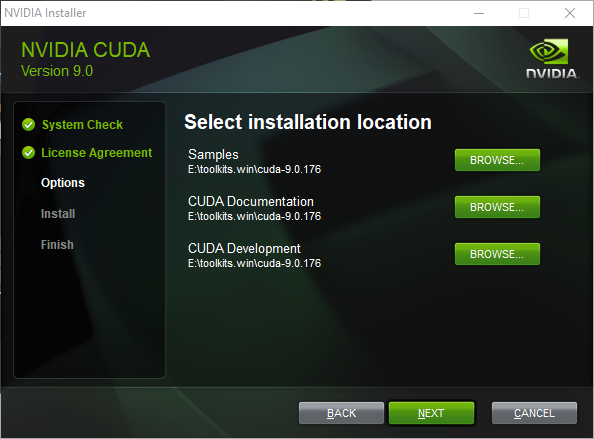 NVIDIA Installer
NVIDIA CUDA
Version 9.0
NVIDIA.
System Check
License Agreement
Options
Install
Finish
Select installation location
Samples
E:\toolkits.win\cuda-9.0.176
BROWSE...
CUDA Documentation
E:\toolkits.win\cuda-9.0.176
BROWSE...
CUDA Development
E:\toolkits.win\cuda-9.0.176
BROWSE...
BACK
NEXT
CANCEL